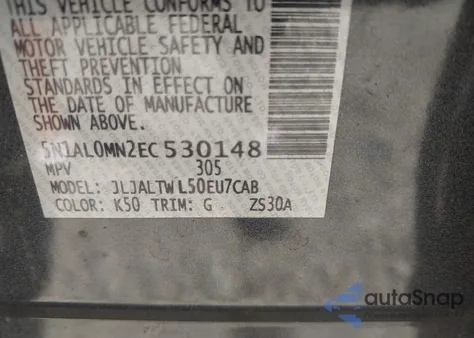 THIS VEHICLE CONFORMS TO
ALL APPLICABLE FEDERAL
MOTOR VEHICLE SAFETY AND
THEFT PREVENTION
STANDARDS IN EFFECT ON
THE DATE OF MANUFACTURE
SHOWN ABOVE.
5N1AL0MN2EC530148
MPV 305
MODEL: JLJALTWL50EU7CAB
COLOR: K50 TRIM: G ZS30A
autoSnap